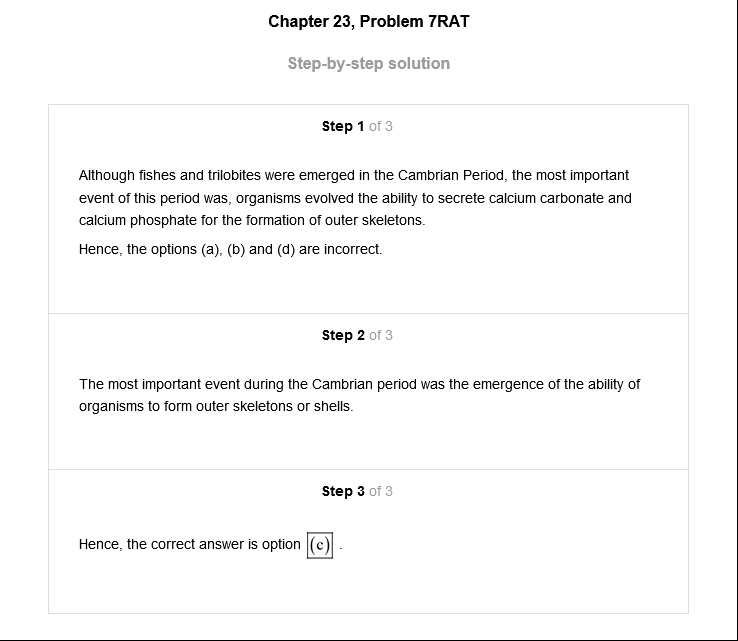 Chapter 23, Problem 7RAT
Step-by-step solution
Step 1 of 3
Although fishes and trilobites were emerged in the Cambrian Period, the most important
event of this period was, organisms evolved the ability to secrete calcium carbonate and
calcium phosphate for the formation of outer skeletons.
Hence, the options (a), (b) and (d) are incorrect.
Step 2 of 3
The most important event during the Cambrian period was the emergence of the ability of
organisms to form outer skeletons or shells.
Step 3 of 3
Hence, the correct answer is option (c) .